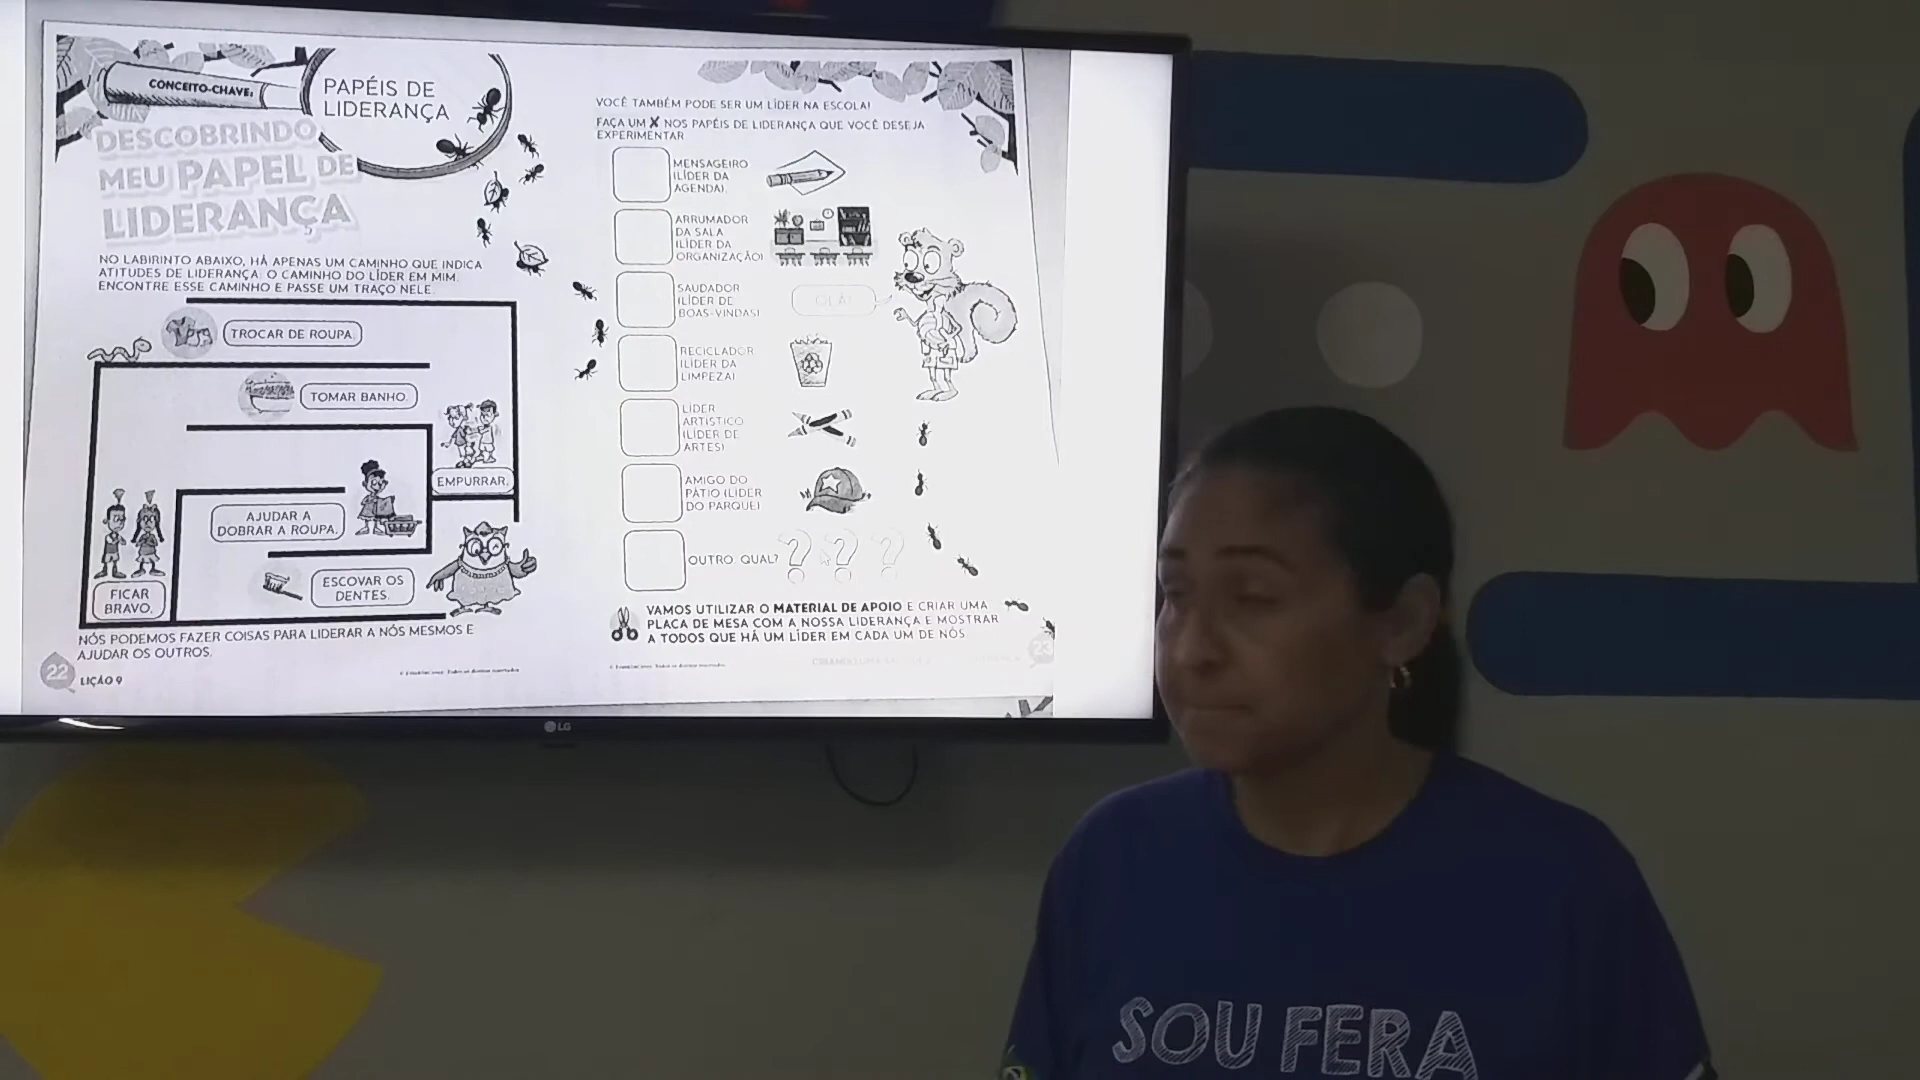 CONCEITO-CHAVE:
PAPÉIS DE
LIDERANÇA
DESCOBRINDO
MEU PAPEL DE
LIDERANÇA
NO LABIRINTO ABAIXO, HÁ APENAS UM CAMINHO QUE INDICA
ATITUDES DE LIDERANÇA: O CAMINHO DO LÍDER EM MIM.
ENCONTRE ESSE CAMINHO E PASSE UM TRAÇO NELE.
TROCAR DE ROUPA.
TOMAR BANHO.
EMPURRAR.
AJUDAR A
DOBRAR A ROUPA.
ESCOVAR OS
DENTES.
FICAR
BRAVO.
NÓS PODEMOS FAZER COISAS PARA LIDERAR A NÓS MESMOS E
AJUDAR OS OUTROS.
22
LIÇÃO 9
VOCÊ TAMBÉM PODE SER UM LÍDER NA ESCOLA!
FAÇA UM X NOS PAPÉIS DE LIDERANÇA QUE VOCÊ DESEJA
EXPERIMENTAR
MENSAGEIRO
(LÍDER DA
AGENDA).
ARRUMADOR
DA SALA
(LÍDER DA
ORGANIZAÇÃO)
SAUDADOR
(LÍDER DE
BOAS-VINDAS)
OLÁ!
RECICLADOR
(LÍDER DA
LIMPEZA)
LÍDER
ARTÍSTICO
(LÍDER DE
ARTES)
AMIGO DO
PÁTIO (LÍDER
DO PARQUE)
OUTRO. QUAL? ? ? ?
VAMOS UTILIZAR O MATERIAL DE APOIO E CRIAR UMA
PLACA DE MESA COM A NOSSA LIDERANÇA E MOSTRAR
A TODOS QUE HÁ UM LÍDER EM CADA UM DE NÓS
23
LG
SOU FERA